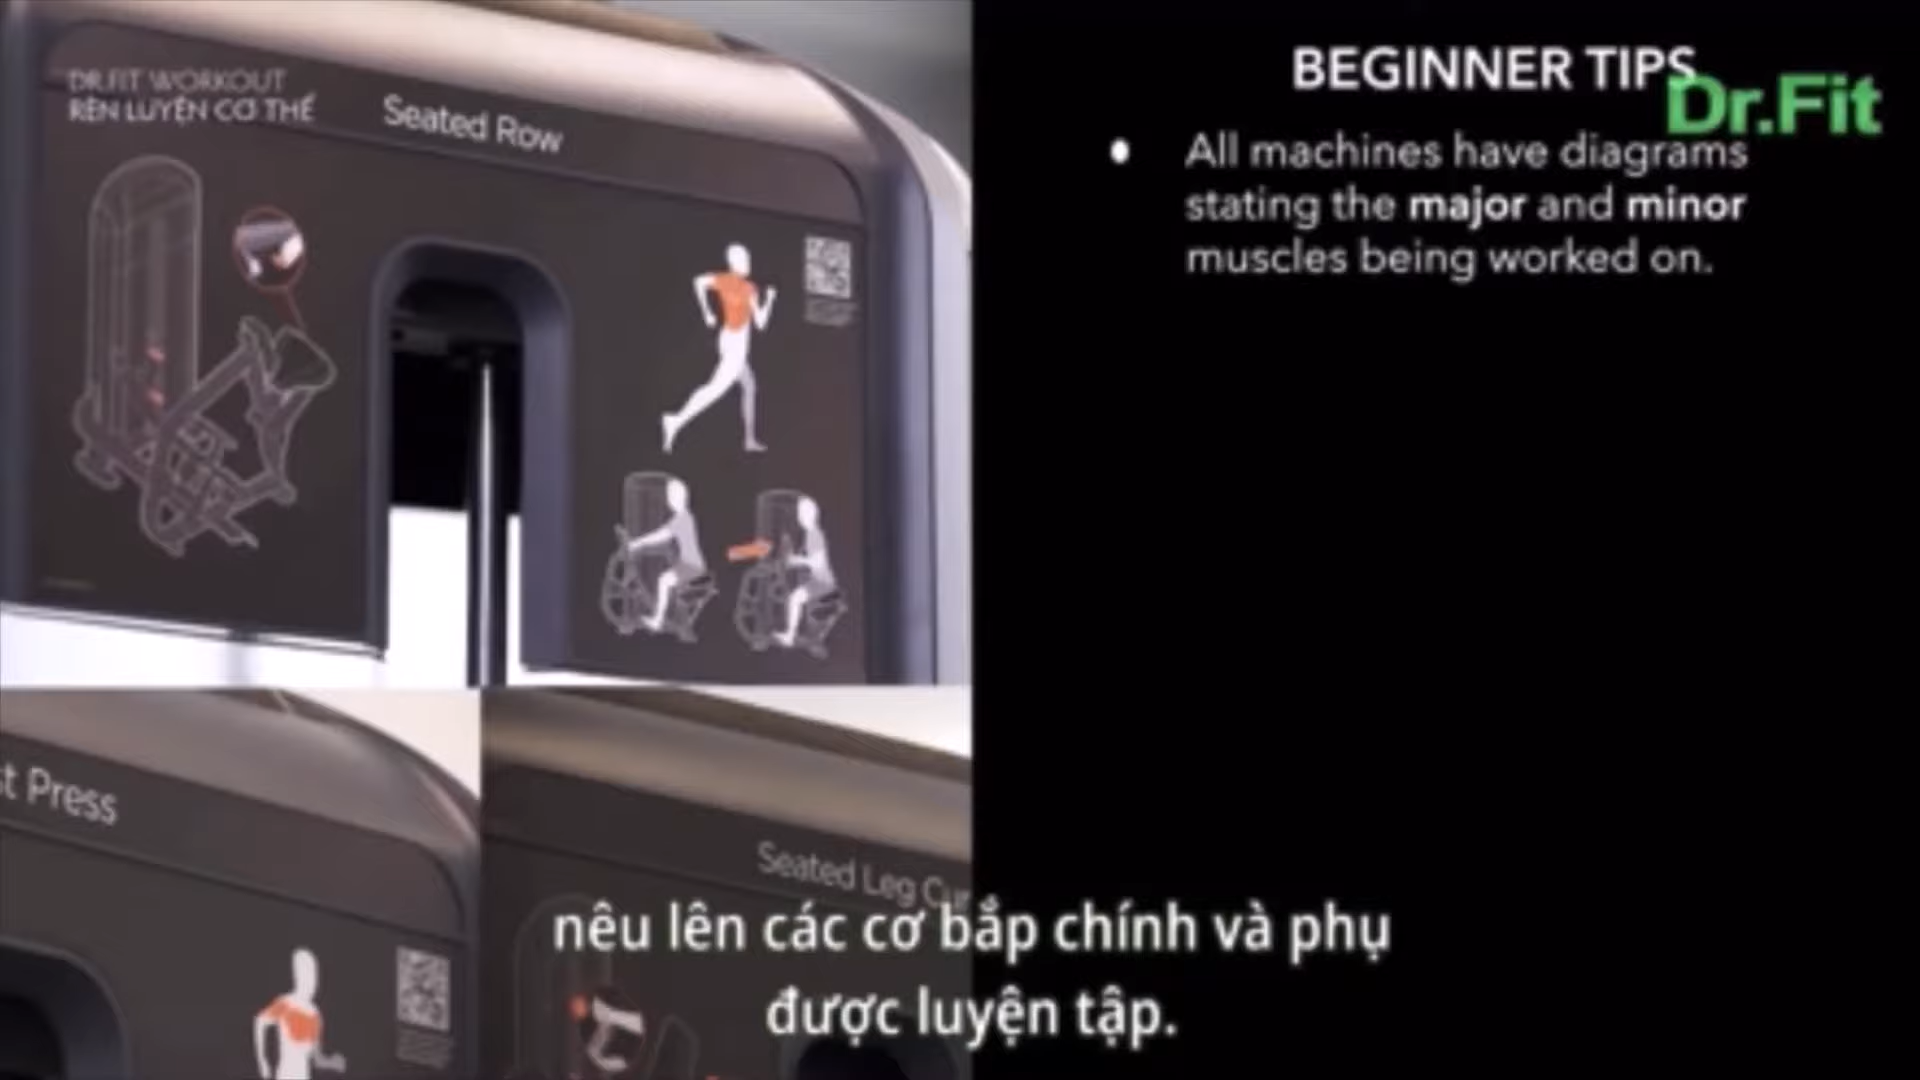 DR.FIT WORKOUT
RÈN LUYỆN CƠ THỂ
Seated Row
BEGINNER TIPS
Dr.Fit
All machines have diagrams
stating the major and minor
muscles being worked on.
Press
Seated Leg
nêu lên các cơ bắp chính và phụ
được luyện tập.